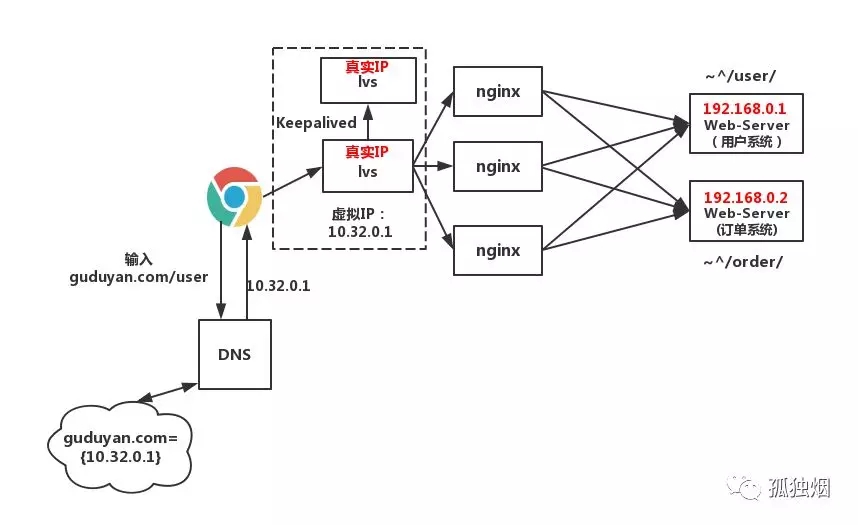 真实IP
lvs
Keepalived
真实IP
lvs
虚拟IP：
10.32.0.1
nginx
nginx
nginx
~^/user/
192.168.0.1
Web-Server
（用户系统）
192.168.0.2
Web-Server
(订单系统)
~^/order/
输入
guduyan.com/user
10.32.0.1
DNS
guduyan.com=
{10.32.0.1}
孤独烟